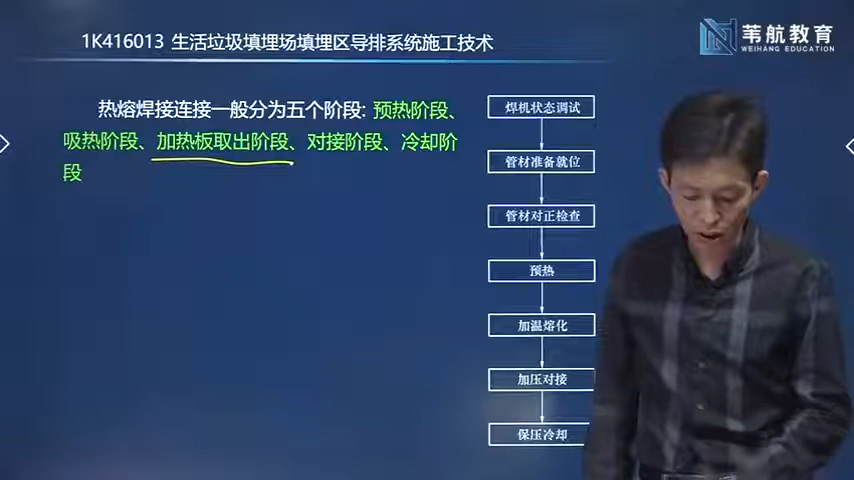 1K416013 生活垃圾填埋场填埋区导排系统施工技术
苇航教育
WEIHANG EDUCATION
热熔焊接连接一般分为五个阶段: 预热阶段、
吸热阶段、加热板取出阶段、对接阶段、冷却阶
段
焊机状态调试
管材准备就位
管材对正检查
预热
加温熔化
加压对接
保压冷却